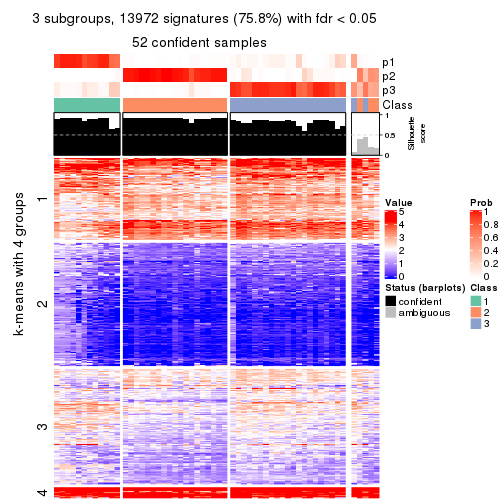 3 subgroups, 13972 signatures (75.8%) with fdr < 0.05
52 confident samples
p1
p2
p3
Class
1
0.5
0
Silhouette
score
k-means with 4 groups
1
2
3
4
Value
5
4
3
2
1
0
Prob
1
0.8
0.6
0.4
0.2
0
Status (barplots)
confident
ambiguous
Class
1
2
3